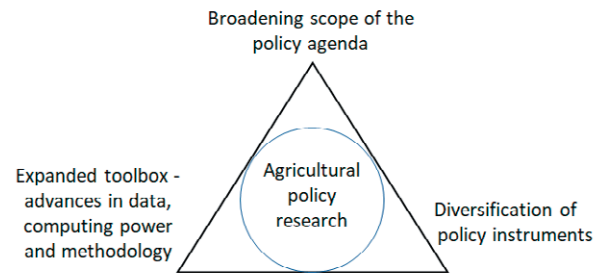 Broadening scope of the
policy agenda
Expanded toolbox -
advances in data,
computing power
and methodology
Agricultural
policy
research
Diversification of
policy instruments